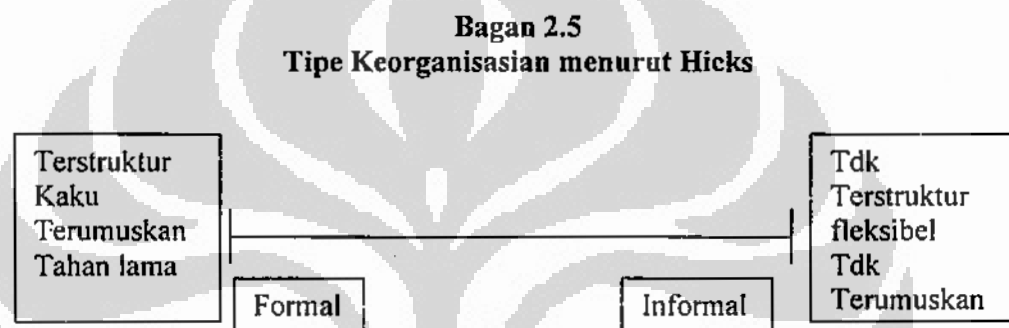 Bagan 2.5
Tipe Keorganisasian menurut Hicks
Terstruktur
Kaku
Terumuskan
Tahan lama
Formal
Informal
Tdk
Terstruktur
fleksibel
Tdk
Terumuskan